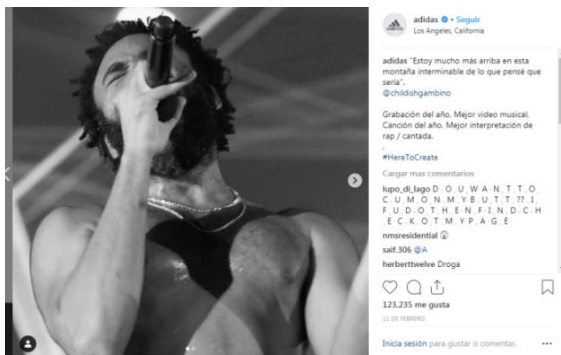 adidas • Seguir
Los Angeles, California
adidas "Estoy mucho más arriba en esta
montaña interminable de lo que pensé que
sería".
@childishgambino
Grabación del año. Mejor video musical.
Canción del año. Mejor interpretación de
rap / cantada.
.
#HereToCreate
Cargar mas comentarios
lupo_di_lago D . O . U . W A N . T . T . O .
C . U . M . O N . M . Y B . U . T . T . ??. I .
F . U . D . O . T . H . E . N . F . I N . D . C . H
. E . C . K . O . T . M . Y P . A . G . E .
nmsresidential
saif.306 @A
herberttwelve Droga
123.235 me gusta
11 DE FEBRERO
Inicia sesión para gustar o comentar.